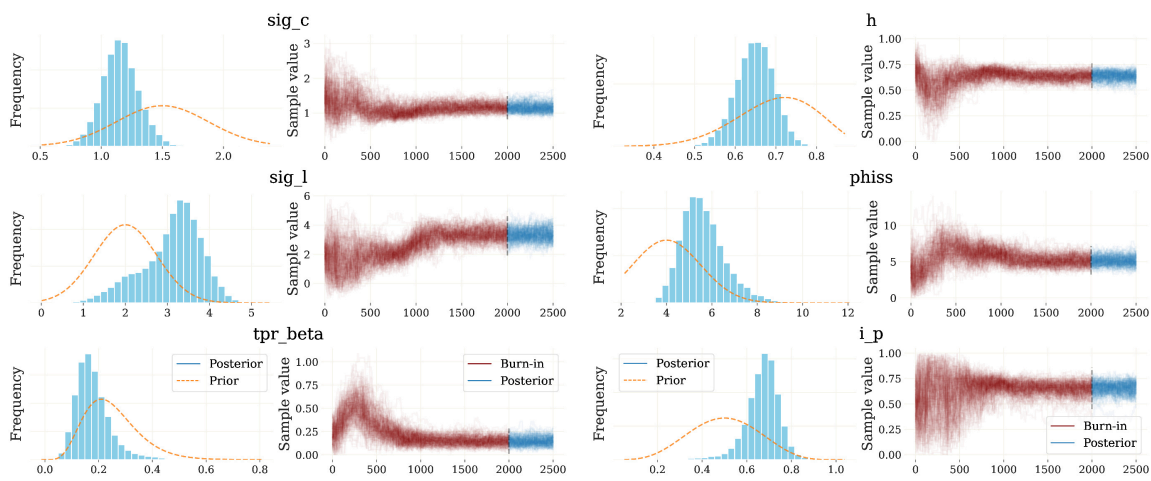 sig_c
h
Frequency
0.5 1.0 1.5 2.0
Sample value
3
2
1
0 500 1000 1500 2000 2500
Frequency
0.4 0.5 0.6 0.7 0.8
Sample value
1.00
0.75
0.50
0.25
0.00
0 500 1000 1500 2000 2500
sig_l
phiss
Frequency
0 1 2 3 4 5
Sample value
6
4
2
0
0 500 1000 1500 2000 2500
Frequency
2 4 6 8 10 12
Sample value
10
5
0
0 500 1000 1500 2000 2500
tpr_beta
i_p
Frequency
Posterior
Prior
0.0 0.2 0.4 0.6 0.8
Sample value
1.00
0.75
0.50
0.25
0.00
Burn-in
Posterior
0 500 1000 1500 2000 2500
Frequency
Posterior
Prior
0.2 0.4 0.6 0.8 1.0
Sample value
1.00
0.75
0.50
0.25
0.00
Burn-in
Posterior
0 500 1000 1500 2000 2500